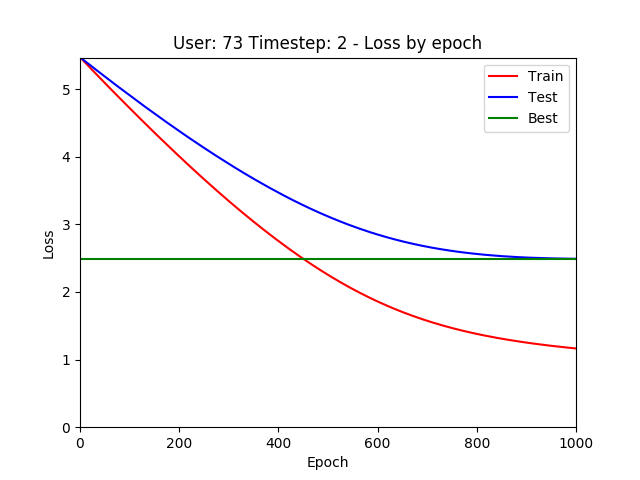 User: 73 Timestep: 2 - Loss by epoch
Train
Test
Best
Loss
5
4
3
2
1
0
0 200 400 600 800 1000
Epoch